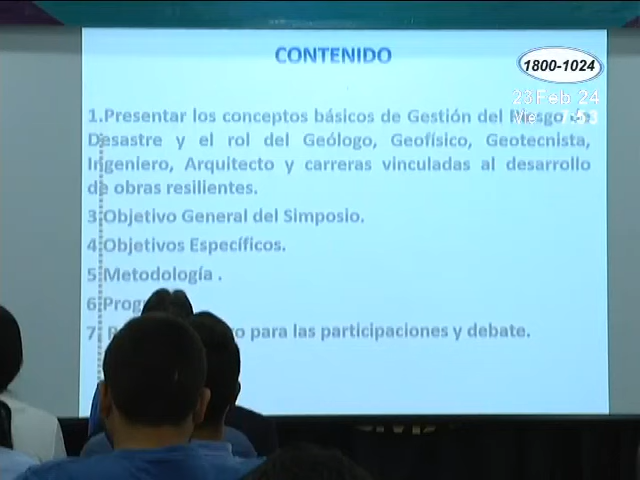 CONTENIDO
1800-1024
23Feb 24
1.Presentar los conceptos básicos de Gestión del Riesgo
Desastre y el rol del Geólogo, Geofísico, Geotecnista,
Ingeniero, Arquitecto y carreras vinculadas al desarrollo
de obras resilientes.
3.Objetivo General del Simposio.
4.Objetivos Específicos.
5.Metodología .
6.
7. para las participaciones y debate.